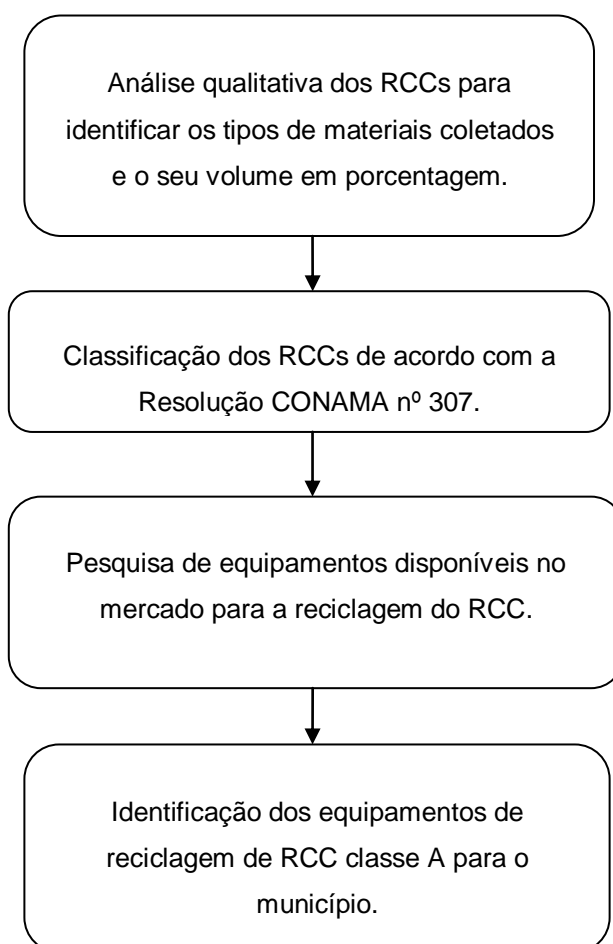 Análise qualitativa dos RCCs para
identificar os tipos de materiais coletados
e o seu volume em porcentagem.
Classificação dos RCCs de acordo com a
Resolução CONAMA nº 307.
Pesquisa de equipamentos disponíveis no
mercado para a reciclagem do RCC.
Identificação dos equipamentos de
reciclagem de RCC classe A para o
município.